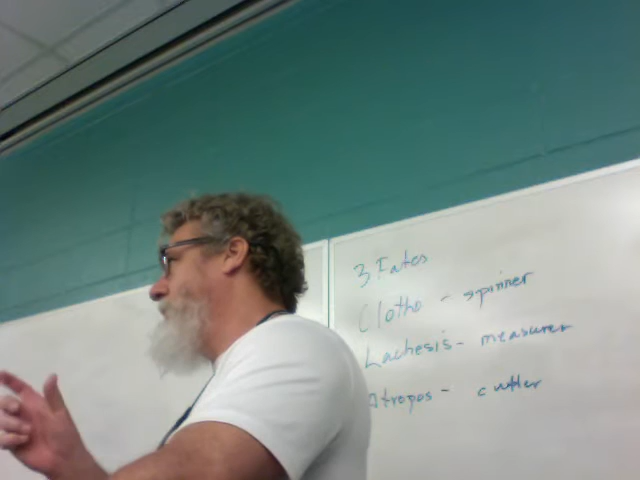 3 Fates
Clotho - spinner
Lachesis - measurer
Atropos - cutter